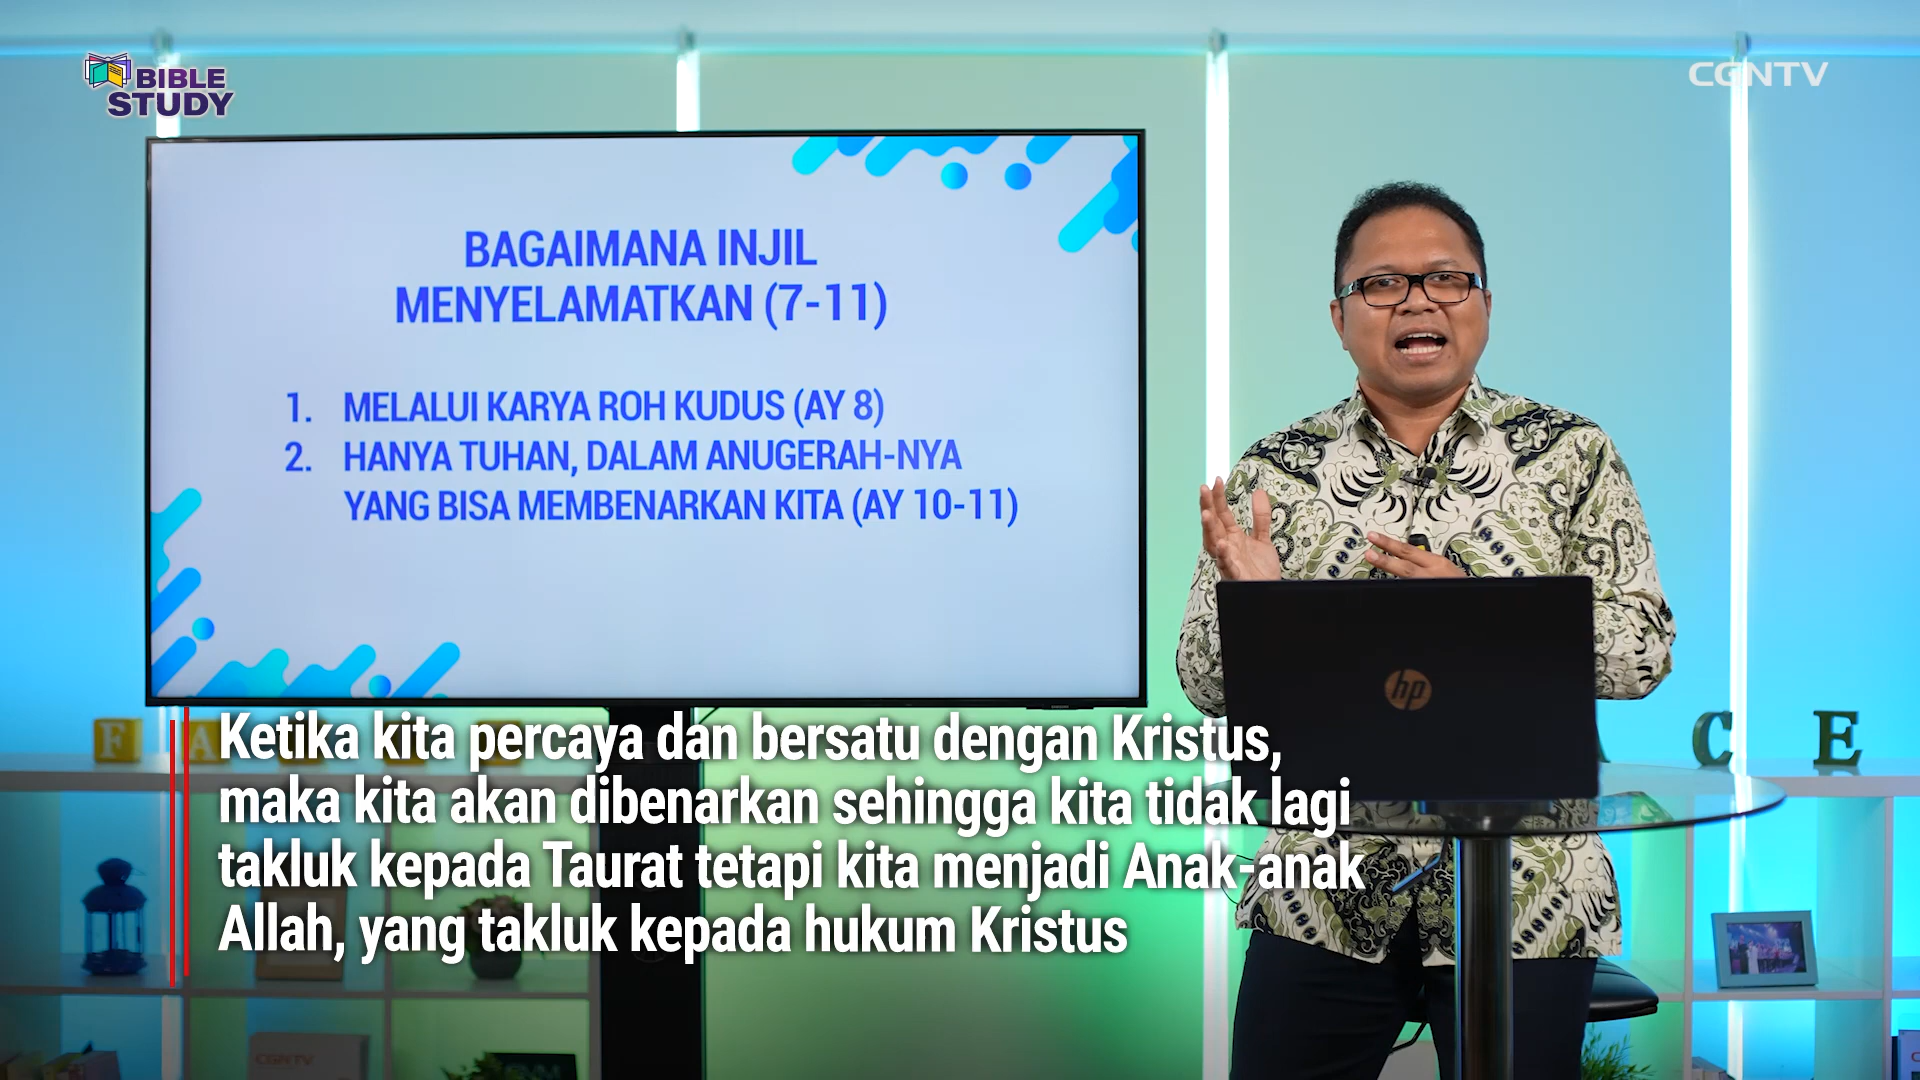 BIBLE
STUDY
CGNTV
BAGAIMANA INJIL
MENYELAMATKAN (7-11)
1. MELALUI KARYA ROH KUDUS (AY 8)
2. HANYA TUHAN, DALAM ANUGERAH-NYA
YANG BISA MEMBENARKAN KITA (AY 10-11)
hp
F A
C E
Ketika kita percaya dan bersatu dengan Kristus,
maka kita akan dibenarkan sehingga kita tidak lagi
takluk kepada Taurat tetapi kita menjadi Anak-anak
Allah, yang takluk kepada hukum Kristus
CGNTV